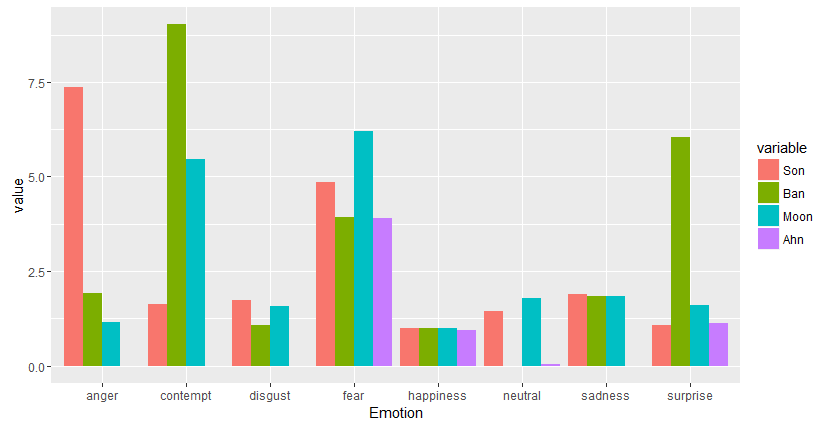 value
7.5
5.0
2.5
0.0
anger contempt disgust fear happiness neutral sadness surprise
Emotion
variable
Son
Ban
Moon
Ahn